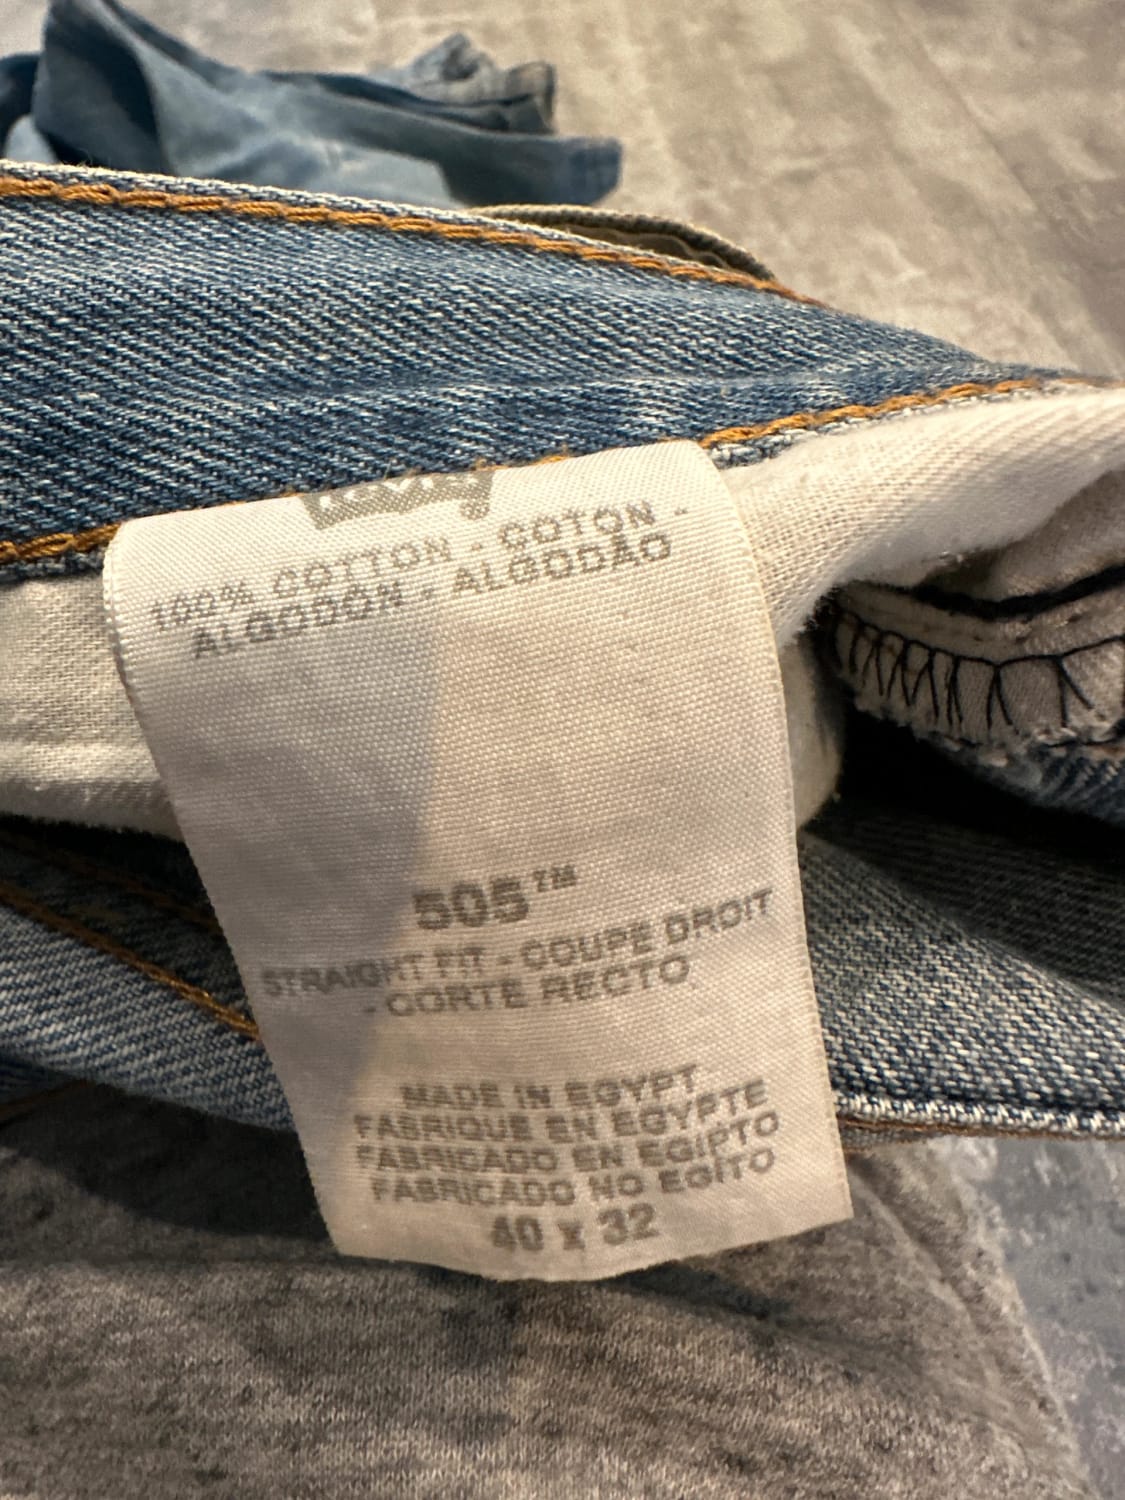 100% COTTON - COTON -
ALGODÓN - ALGODÃO
505™
STRAIGHT FIT - COUPE DROIT
- CORTE RECTO
MADE IN EGYPT
FABRIQUE EN EGYPTE
FABRICADO EN EGIPTO
FABRICADO NO EGITO
40 x 32